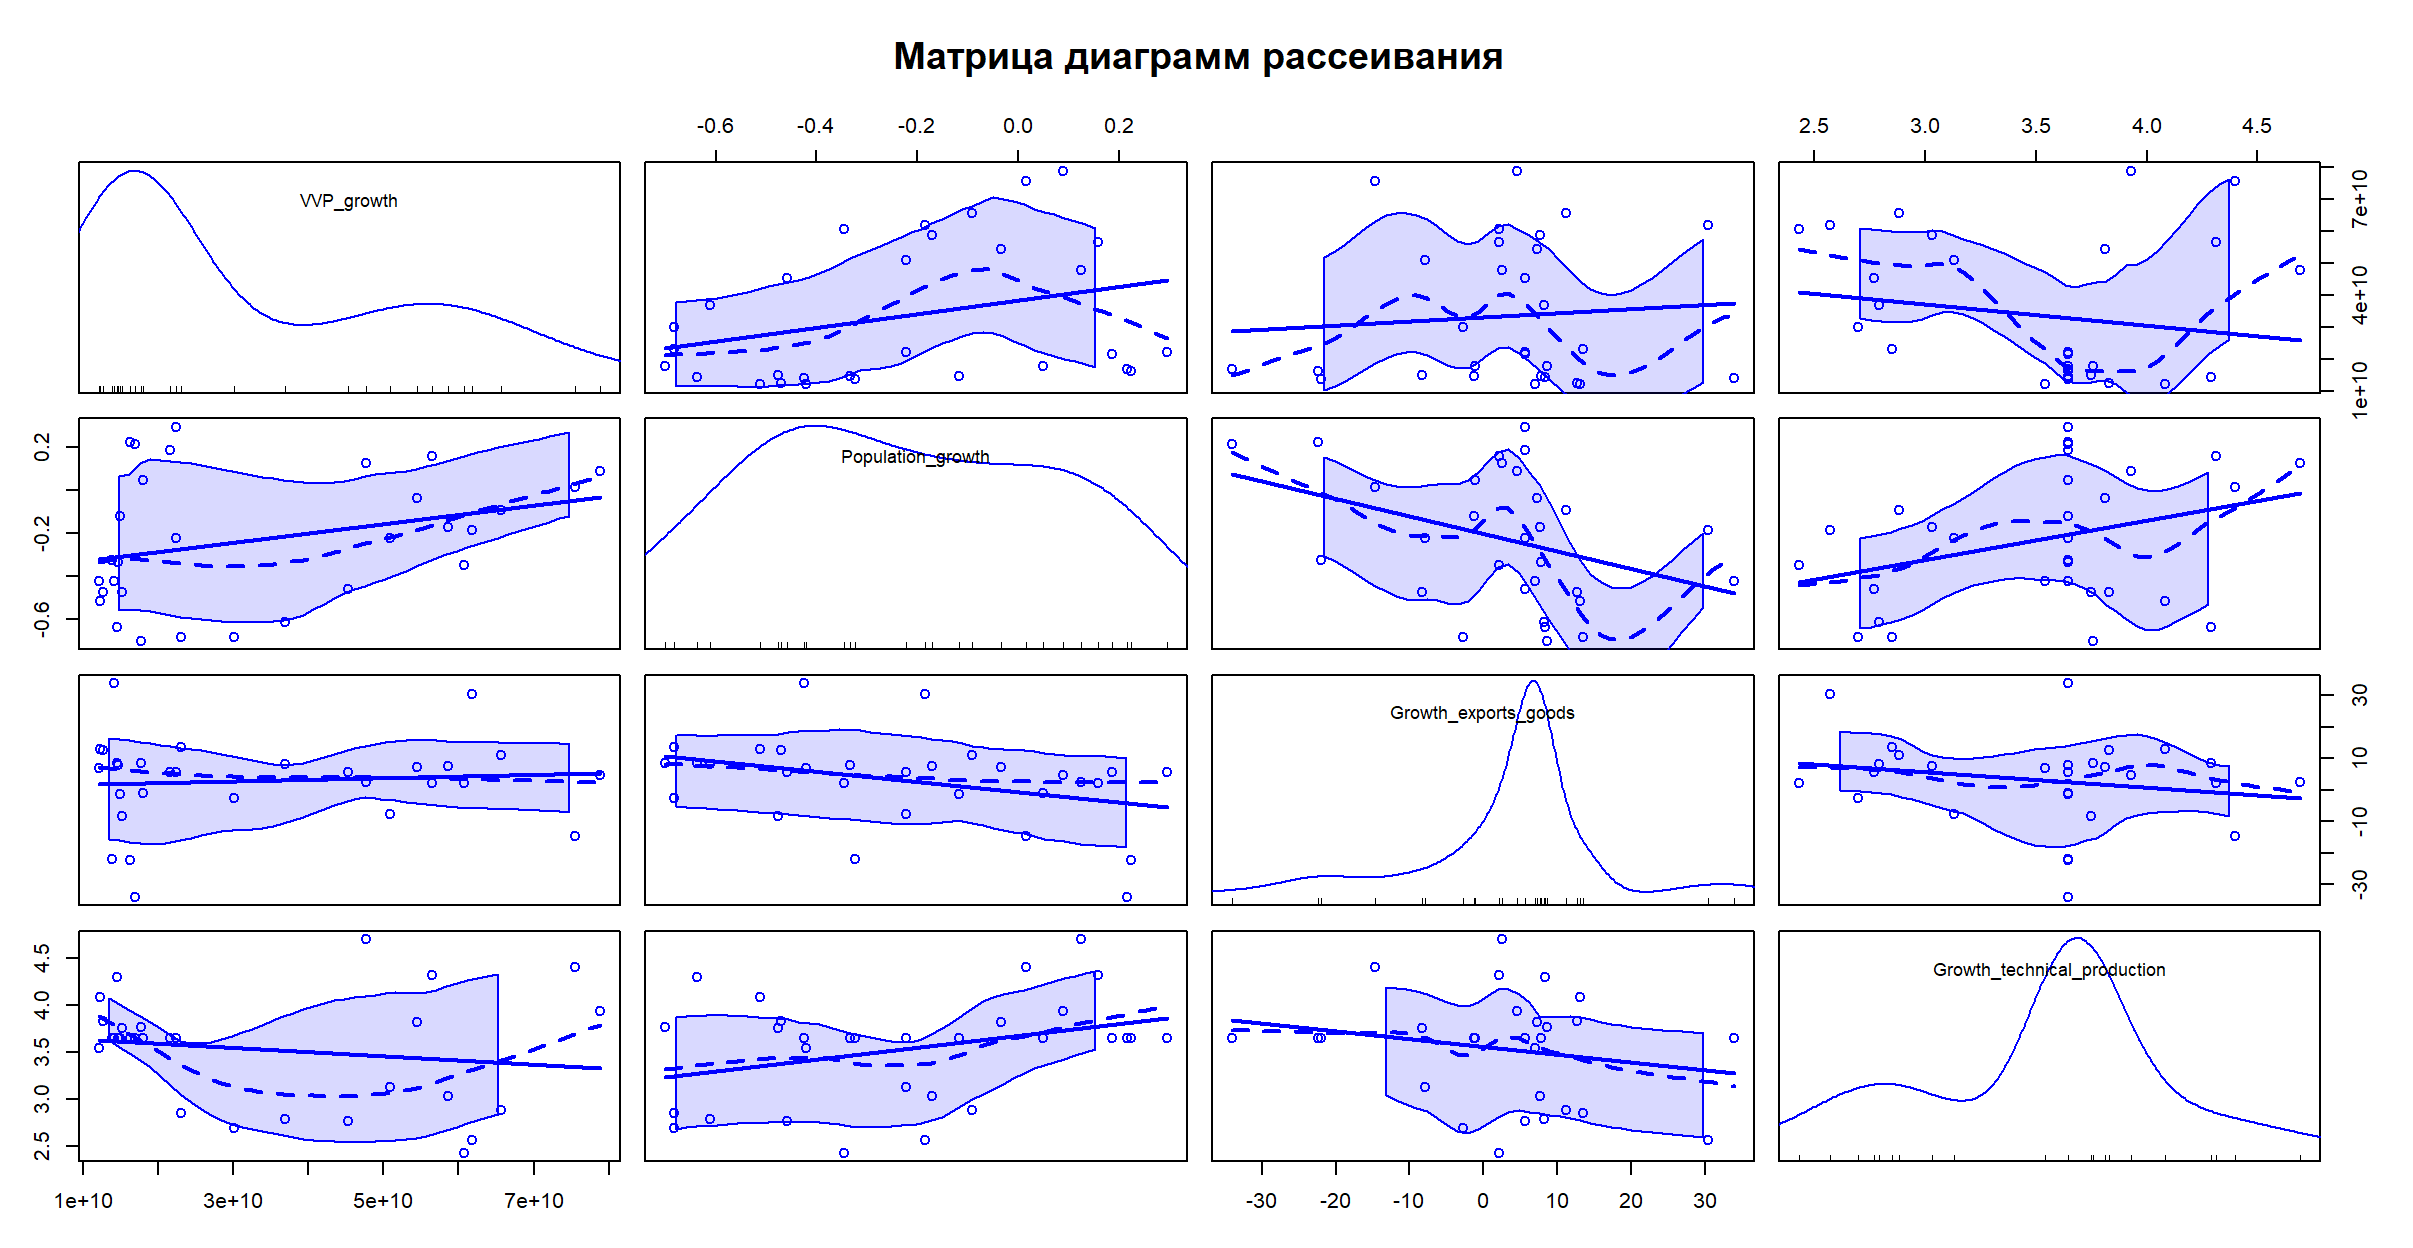 Матрица диаграмм рассеивания
-0.6 -0.4 -0.2 0.0 0.2
2.5 3.0 3.5 4.0 4.5
VVP_growth
1e+10 4e+10 7e+10
-0.6 -0.2 0.2
Population_growth
Growth_exports_goods
-30 -10 10 30
2.5 3.0 3.5 4.0 4.5
Growth_technical_production
1e+10 3e+10 5e+10 7e+10
-30 -20 -10 0 10 20 30